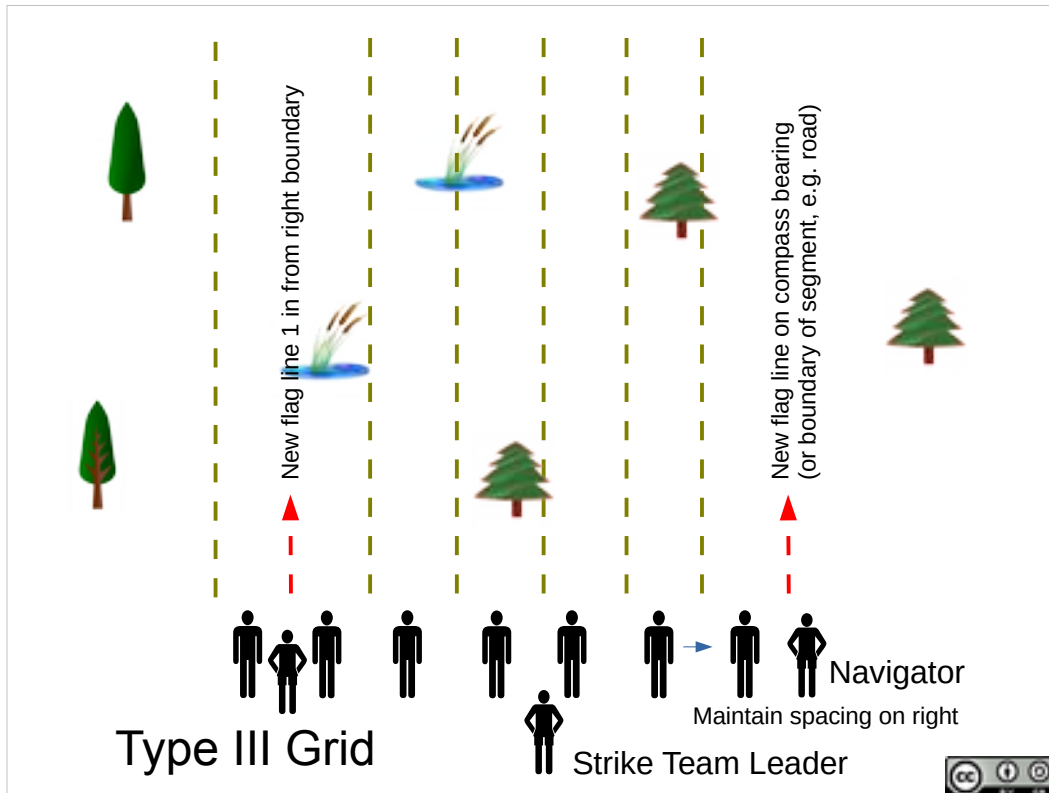 New flag line 1 in from right boundary
New flag line on compass bearing
(or boundary of segment, e.g. road)
Navigator
Maintain spacing on right
Type III Grid
Strike Team Leader
cc